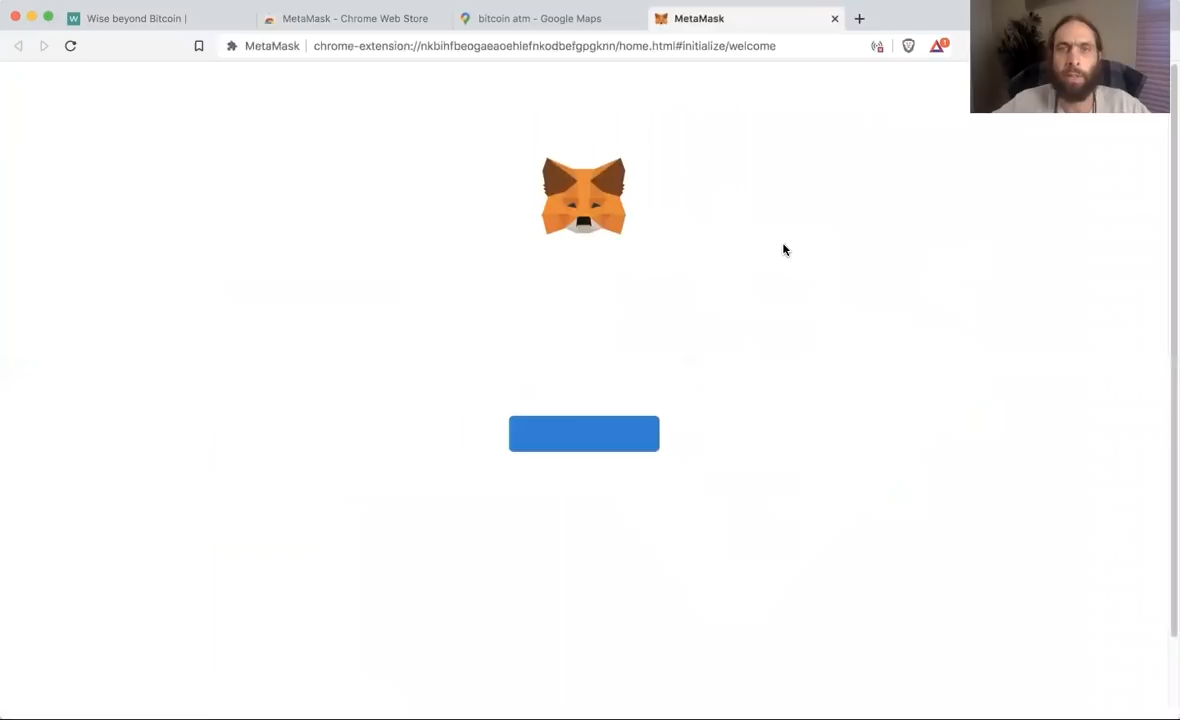 Wise beyond Bitcoin |
MetaMask - Chrome Web Store
bitcoin atm - Google Maps
MetaMask
MetaMask
chrome-extension://nkbihfbeogaeaoehlefnkodbefgpgknn/home.html#initialize/welcome